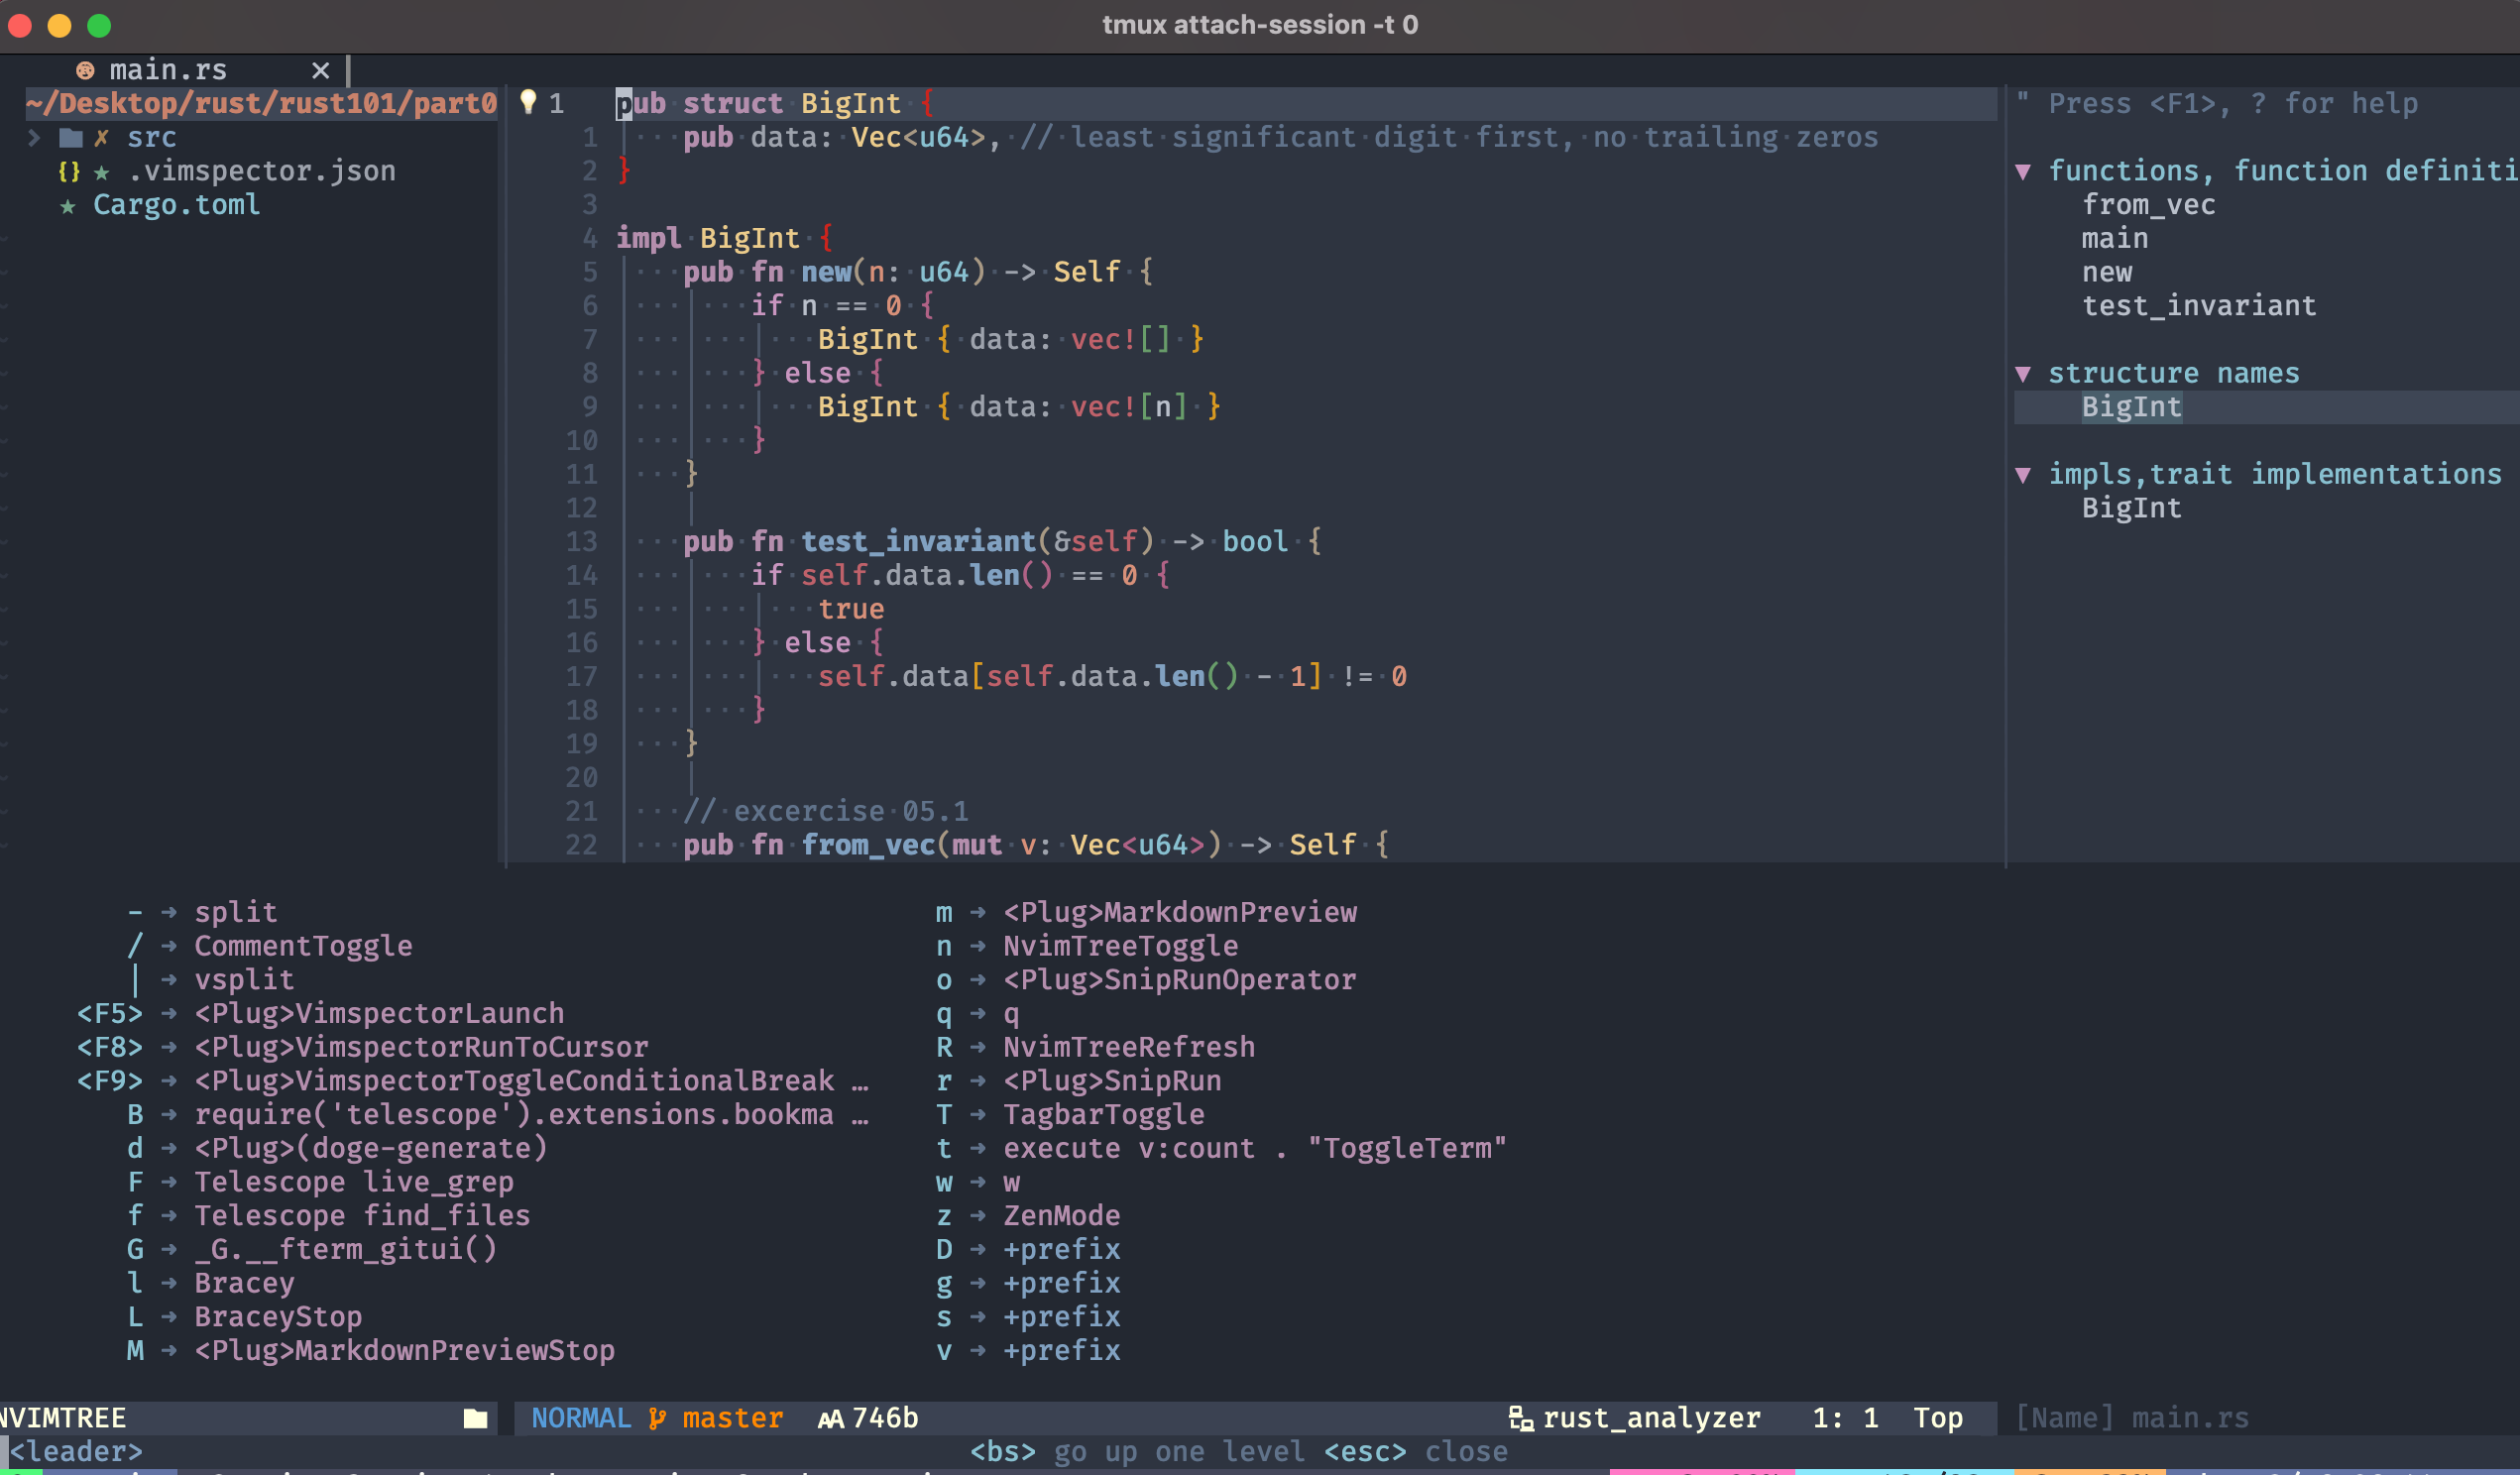 tmux attach-session -t 0
main.rs ×
~/Desktop/rust/rust101/part0
src
.vimspector.json
Cargo.toml
1 pub struct BigInt {
1 pub data: Vec<u64>, // least significant digit first, no trailing zeros
2 }
3
4 impl BigInt {
5 pub fn new(n: u64) -> Self {
6 if n == 0 {
7 BigInt { data: vec![] }
8 } else {
9 BigInt { data: vec![n] }
10 }
11 }
12
13 pub fn test_invariant(&self) -> bool {
14 if self.data.len() == 0 {
15 true
16 } else {
17 self.data[self.data.len() - 1] != 0
18 }
19 }
20
21 // excercise 05.1
22 pub fn from_vec(mut v: Vec<u64>) -> Self {
" Press <F1>, ? for help
▼ functions, function definiti
from_vec
main
new
test_invariant
▼ structure names
BigInt
▼ impls,trait implementations
BigInt
- → split
/ → CommentToggle
| → vsplit
<F5> → <Plug>VimspectorLaunch
<F8> → <Plug>VimspectorRunToCursor
<F9> → <Plug>VimspectorToggleConditionalBreak …
B → require('telescope').extensions.bookma …
d → <Plug>(doge-generate)
F → Telescope live_grep
f → Telescope find_files
G → _G.__fterm_gitui()
l → Bracey
L → BraceyStop
M → <Plug>MarkdownPreviewStop
m → <Plug>MarkdownPreview
n → NvimTreeToggle
o → <Plug>SnipRunOperator
q → q
R → NvimTreeRefresh
r → <Plug>SnipRun
T → TagbarToggle
t → execute v:count . "ToggleTerm"
w → w
z → ZenMode
D → +prefix
g → +prefix
s → +prefix
v → +prefix
NVIMTREE
NORMAL master AA 746b rust_analyzer 1: 1 Top
[Name] main.rs
<leader> <bs> go up one level <esc> close